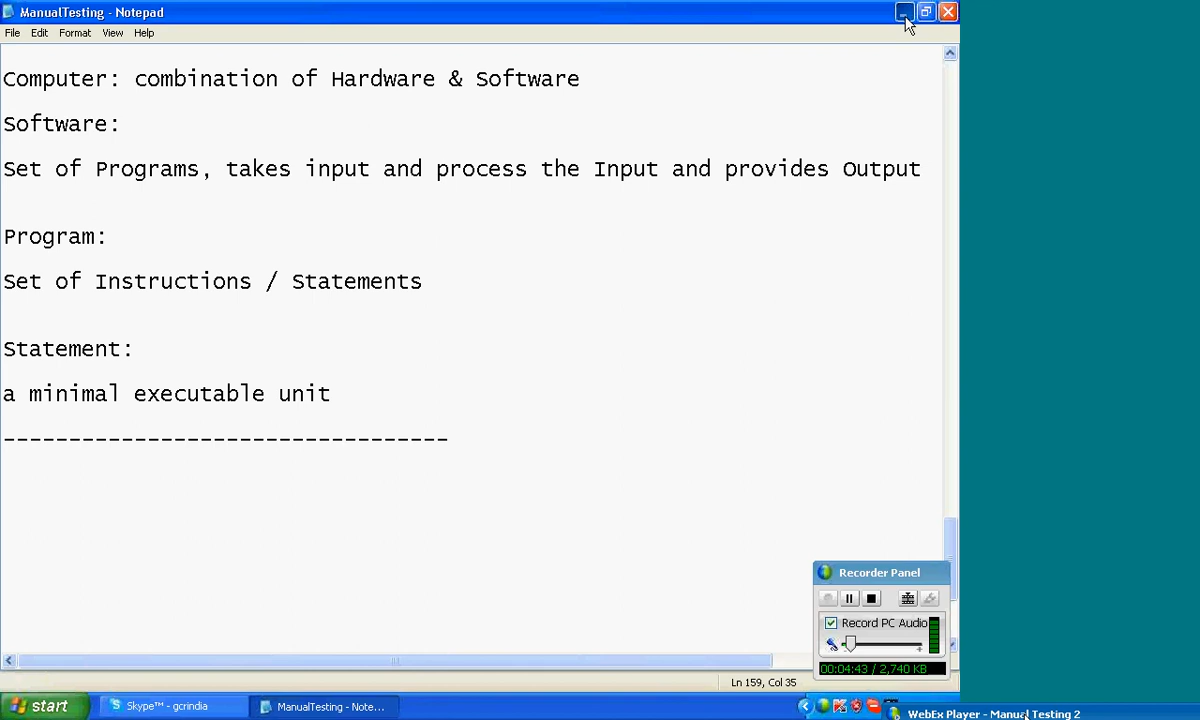 ManualTesting - Notepad
File Edit Format View Help
Computer: combination of Hardware & Software
Software:
Set of Programs, takes input and process the Input and provides Output
Program:
Set of Instructions / Statements
Statement:
a minimal executable unit
----------------------------------
Recorder Panel
Record PC Audio
00:04:43 / 2,740 KB
Ln 159, Col 35
start
Skype™ - gcrindia
ManualTesting - Note...
WebEx Player - Manual Testing 2